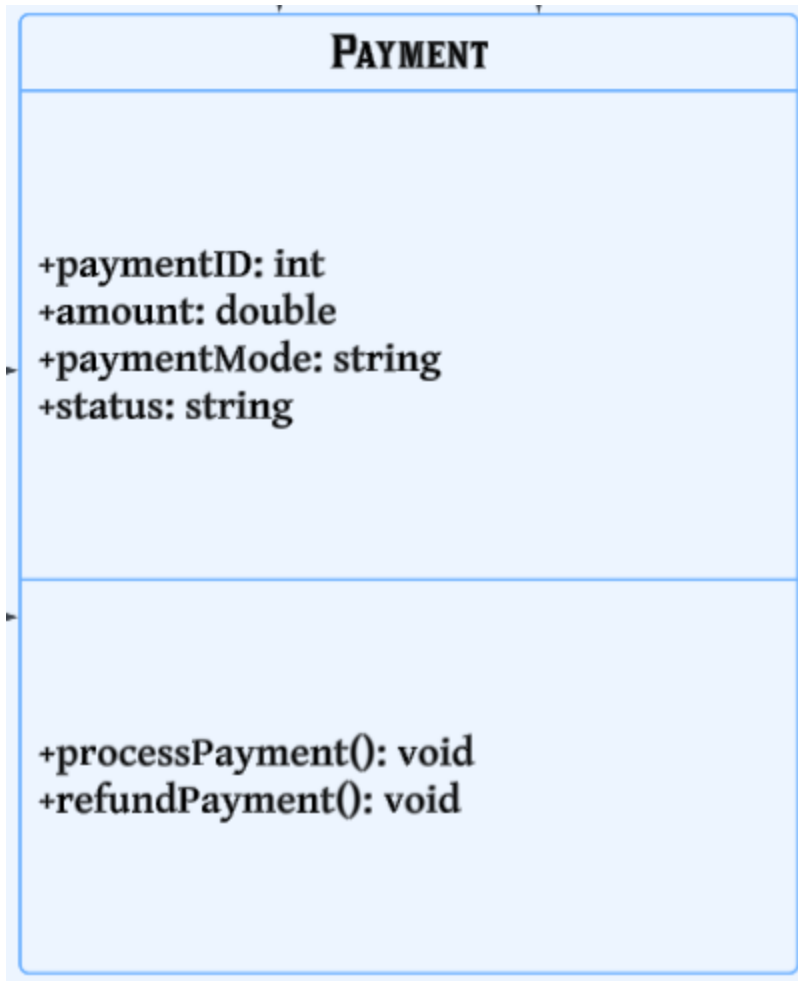 PAYMENT
+paymentID: int
+amount: double
+paymentMode: string
+status: string
+processPayment(): void
+refundPayment(): void